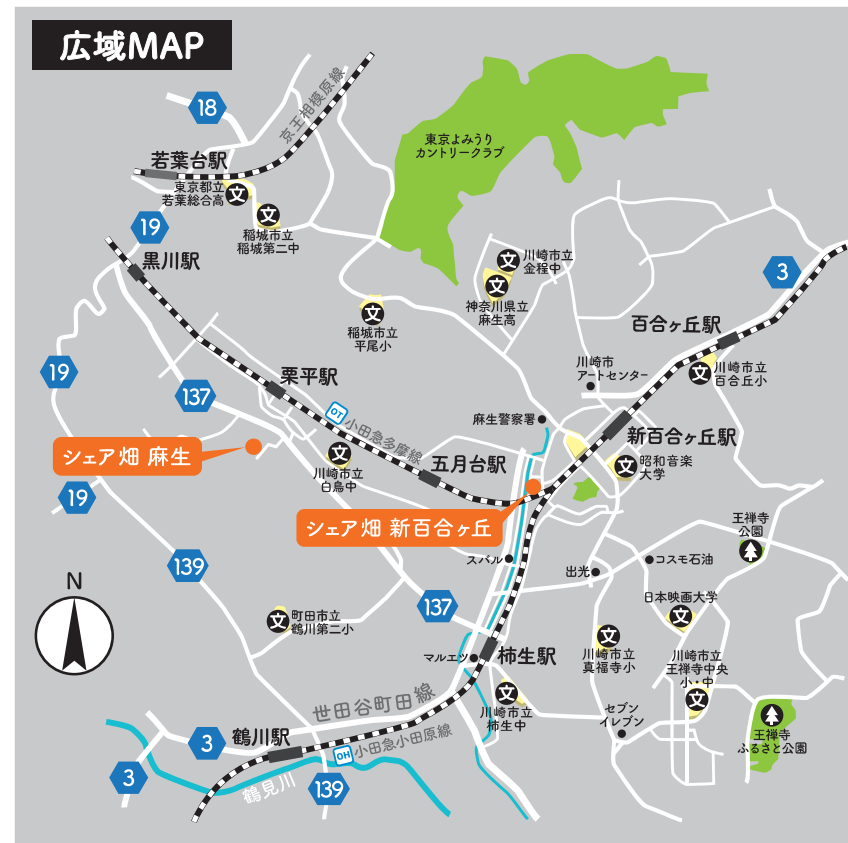 広域MAP
18
京王相模原線
若葉台駅
東京都立
若葉総合高
文
文
稲城市立
稲城第二中
東京よみうり
カントリークラブ
19
黒川駅
文
川崎市立
金程中
文
神奈川県立
麻生高
3
文
稲城市立
平尾小
百合ヶ丘駅
川崎市
アートセンター
文
川崎市立
百合丘小
19
栗平駅
137
OT
小田急多摩線
麻生警察署
新百合ヶ丘駅
シェア畑 麻生
文
川崎市立
白鳥中
五月台駅
文
昭和音楽
大学
19
シェア畑 新百合ヶ丘
王禅寺
公園
スバル
出光
コスモ石油
139
N
137
日本映画大学
文
町田市立
鶴川第二小
文
文
川崎市立
真福寺小
マルエツ
柿生駅
川崎市立
王禅寺中央
小・中
文
文
川崎市立
柿生中
世田谷町田線
セブン
イレブン
王禅寺
ふるさと公園
3
鶴川駅
OH
小田急小田原線
3
鶴見川
139